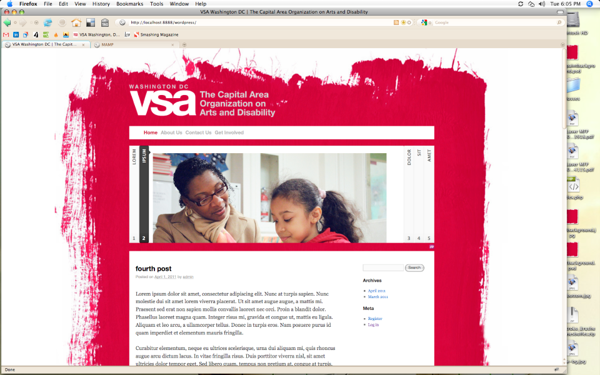 Firefox File Edit View History Bookmarks Tools Window Help
Tue 6:05 PM
VSA Washington DC | The Capital Area Organization on Arts and Disability
http://localhost:8888/wordpress/
Google
Smashing Magazine
VSA Washington DC | The Capit...
MAMP
WASHINGTON DC
vsa
The Capital Area
Organization on
Arts and Disability
Home About Us Contact Us Get Involved
LOREM
IPSUM
DOLOR
SIT
AMET
1 2 3 4 5
fourth post
Posted on April 1, 2011 by admin
Search
Archives
April 2011
March 2011
Meta
Register
Log in
Lorem ipsum dolor sit amet, consectetur adipiscing elit. Nunc at turpis sapien. Nunc
molestie dui sit amet lorem viverra placerat. Ut sit amet augue augue, a mattis mi.
Praesent sed erat non sapien mollis convallis laoreet nec orci. Proin a blandit dolor.
Phasellus laoreet magna quam. Integer risus mi, gravida et congue ut, mattis eu ligula.
Aliquam et leo arcu, a ullamcorper tellus. Donec in turpis eros. Nam posuere purus id
quam imperdiet et elementum mauris fringilla.
Curabitur elementum, neque eu ultrices scelerisque, urna dui aliquam mi, quis rhoncus
augue arcu dictum lacus. In vitae fringilla risus. Duis porttitor viverra nisl, sit amet
ultricies dolor tempor eget. Sed libero quam, tempus non pretium at, congue at turpis.
Done